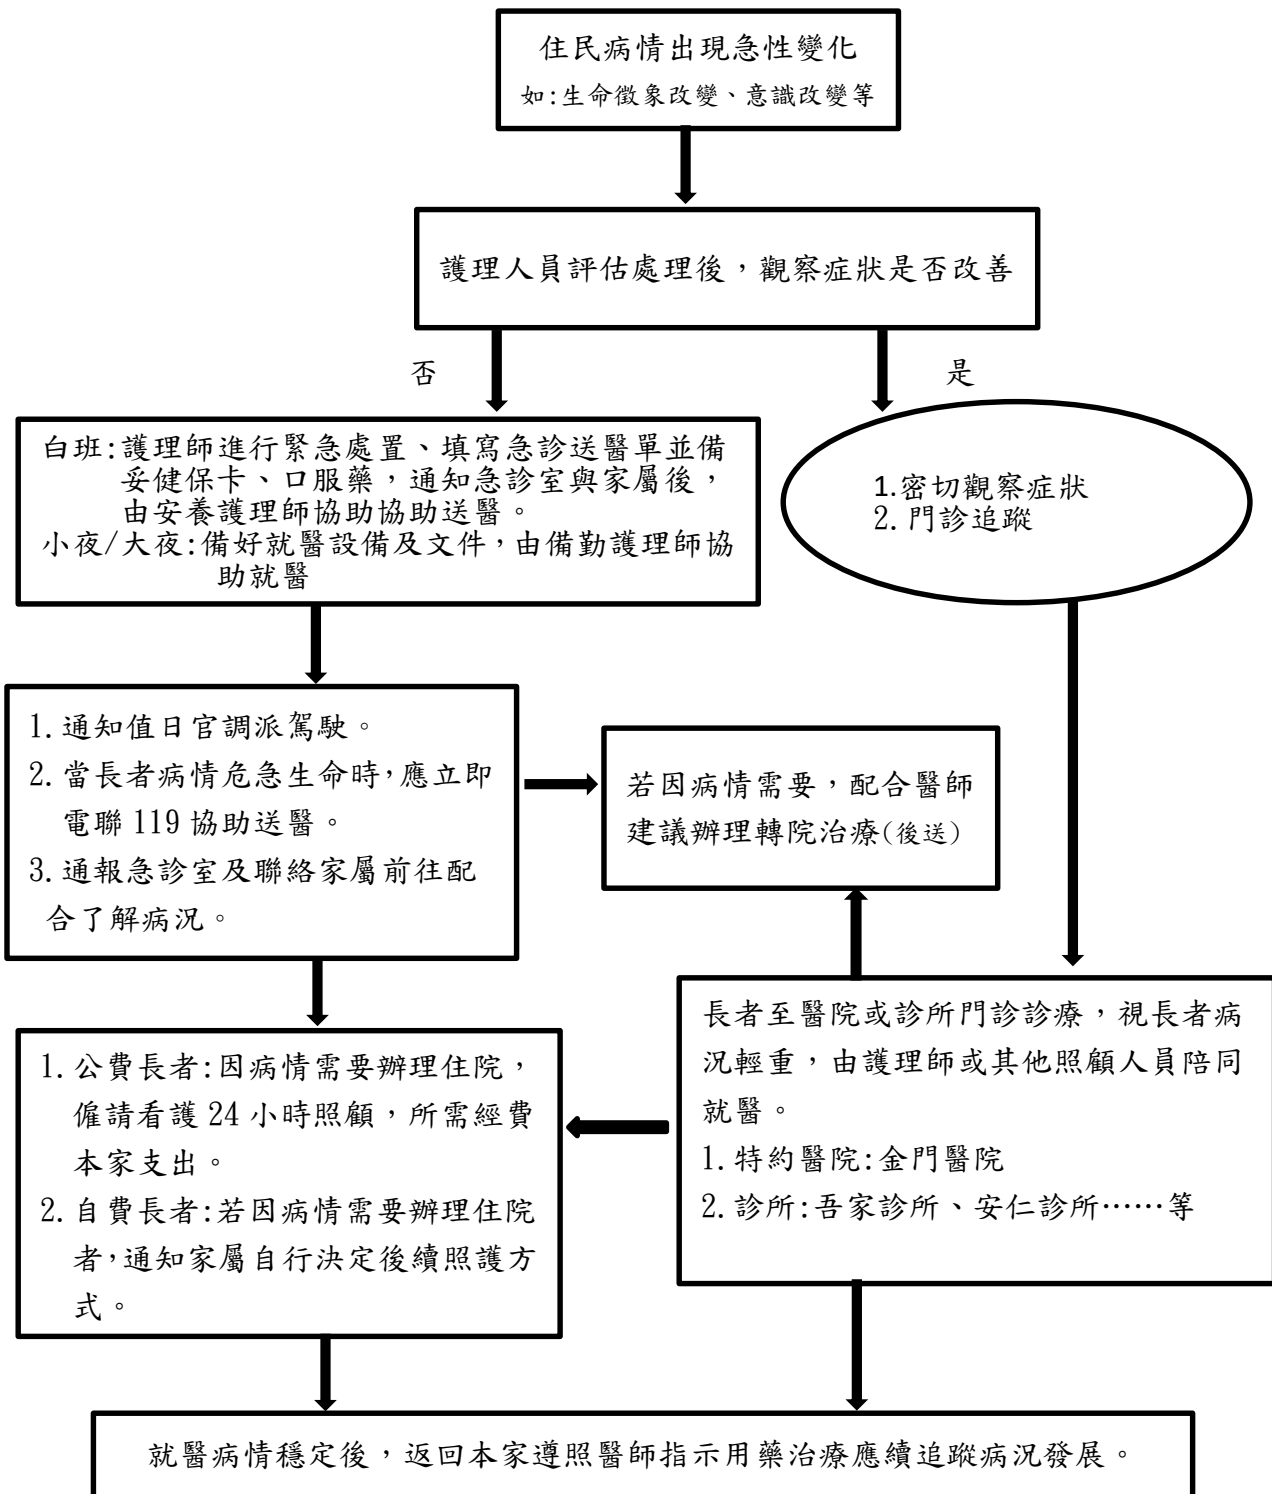 住民病情出現急性變化
如:生命徵象改變、意識改變等
護理人員評估處理後，觀察症狀是否改善
否
是
白班:護理師進行緊急處置、填寫急診送醫單並備
妥健保卡、口服藥，通知急診室與家屬後，
由安養護理師協助協助送醫。
小夜/大夜:備好就醫設備及文件，由備勤護理師協
助就醫
1.密切觀察症狀
2.門診追蹤
1.通知值日官調派駕駛。
2.當長者病情危急生命時，應立即
電聯 119 協助送醫。
3.通報急診室及聯絡家屬前往配
合了解病況。
若因病情需要，配合醫師
建議辦理轉院治療(後送)
1.公費長者:因病情需要辦理住院，
僱請看護 24 小時照顧，所需經費
本家支出。
2.自費長者:若因病情需要辦理住院
者，通知家屬自行決定後續照護方
式。
長者至醫院或診所門診診療，視長者病
況輕重，由護理師或其他照顧人員陪同
就醫。
1.特約醫院:金門醫院
2.診所:吾家診所、安仁診所……等
就醫病情穩定後，返回本家遵照醫師指示用藥治療應續追蹤病況發展。